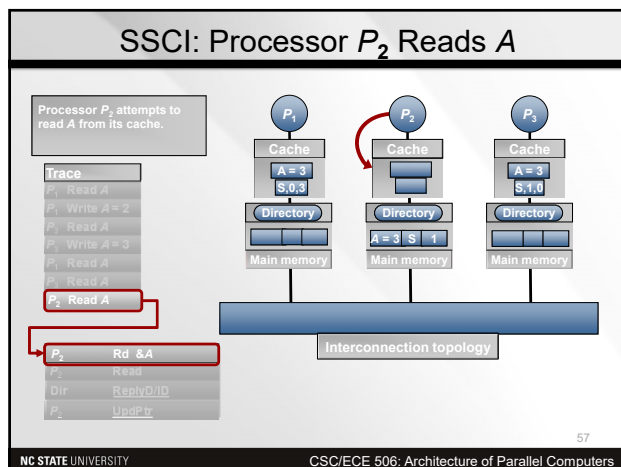 SSCI: Processor P₂ Reads A
Processor P₂ attempts to
read A from its cache.
Trace
P₁ Read A
P₁ Write A = 2
P₁ Read A
P₃ Write A = 3
P₁ Read A
P₂ Read A
P₂ Rd &A
P₂ Read
Dir ReplyD/ID
P₂ UpdPtr
P₁
P₂
P₃
Cache
Cache
Cache
A = 3
A = 3
S,0,3
S,1,0
Directory
Directory
Directory
A = 3 S 1
Main memory
Main memory
Main memory
Interconnection topology
57
NC STATE UNIVERSITY
CSC/ECE 506: Architecture of Parallel Computers